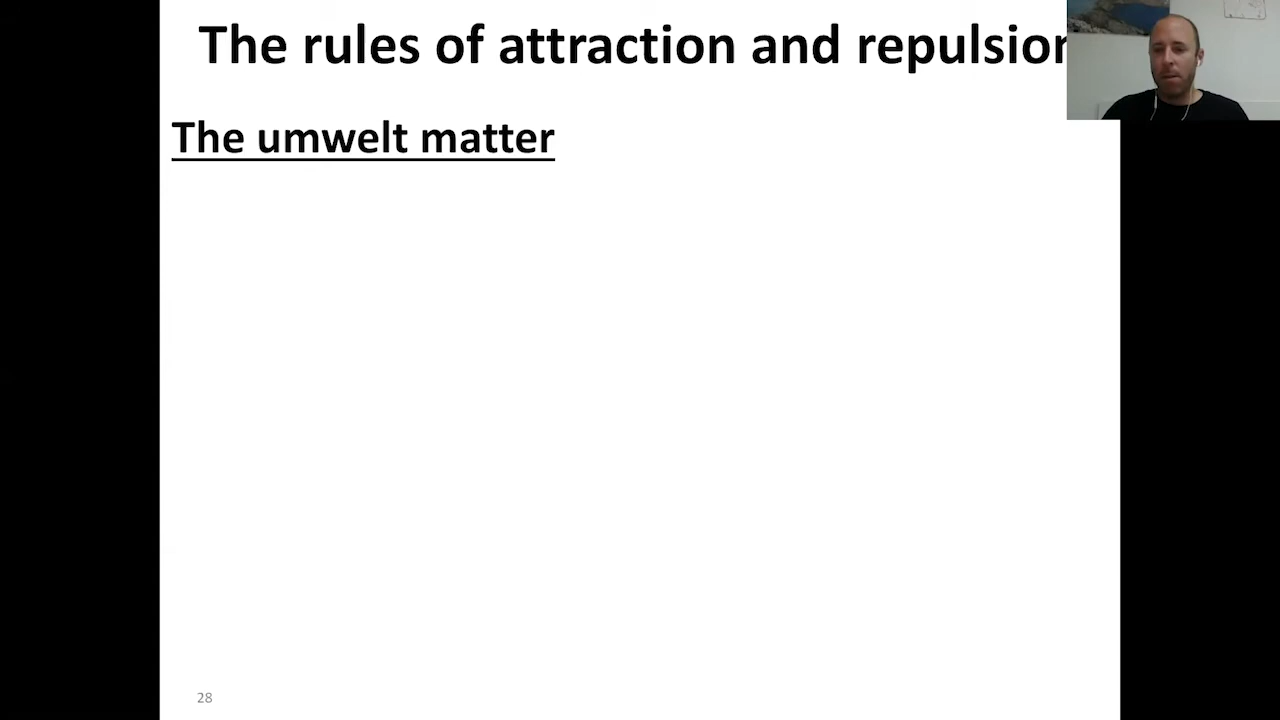 The rules of attraction and repulsion
The umwelt matter
28